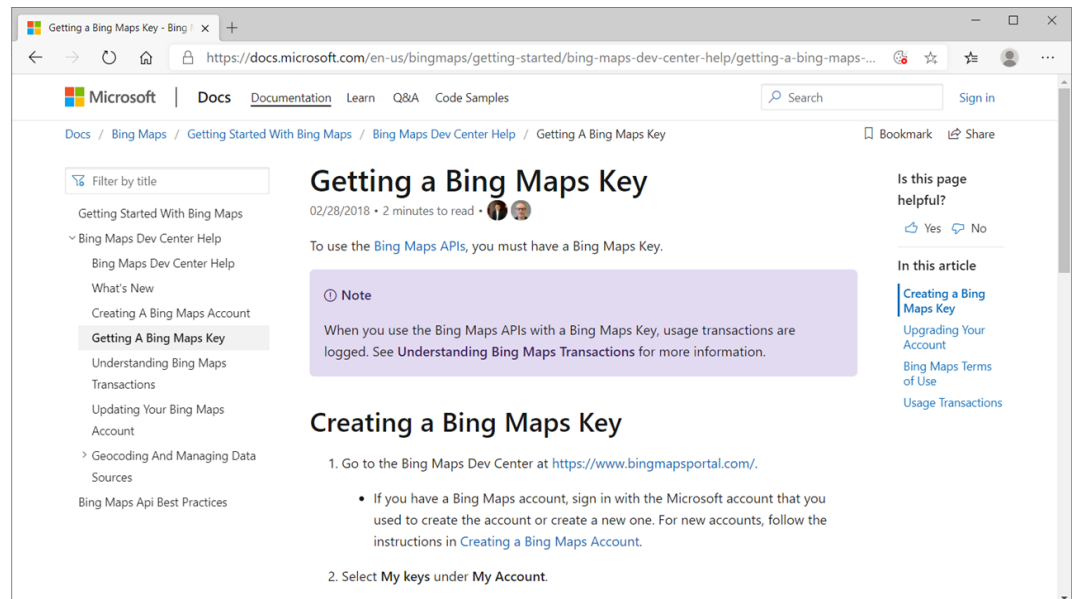 Getting a Bing Maps Key - Bing
https://docs.microsoft.com/en-us/bingmaps/getting-started/bing-maps-dev-center-help/getting-a-bing-maps-...
Microsoft | Docs Documentation Learn Q&A Code Samples Search Sign in
Docs / Bing Maps / Getting Started With Bing Maps / Bing Maps Dev Center Help / Getting A Bing Maps Key Bookmark Share
Filter by title
Getting Started With Bing Maps
Bing Maps Dev Center Help
Bing Maps Dev Center Help
What's New
Creating A Bing Maps Account
Getting A Bing Maps Key
Understanding Bing Maps
Transactions
Updating Your Bing Maps
Account
Geocoding And Managing Data
Sources
Bing Maps Api Best Practices
Getting a Bing Maps Key
02/28/2018 • 2 minutes to read •
To use the Bing Maps APIs, you must have a Bing Maps Key.
Note
When you use the Bing Maps APIs with a Bing Maps Key, usage transactions are
logged. See Understanding Bing Maps Transactions for more information.
Creating a Bing Maps Key
1. Go to the Bing Maps Dev Center at https://www.bingmapsportal.com/.
• If you have a Bing Maps account, sign in with the Microsoft account that you
used to create the account or create a new one. For new accounts, follow the
instructions in Creating a Bing Maps Account.
2. Select My keys under My Account.
Is this page
helpful?
Yes No
In this article
Creating a Bing
Maps Key
Upgrading Your
Account
Bing Maps Terms
of Use
Usage Transactions